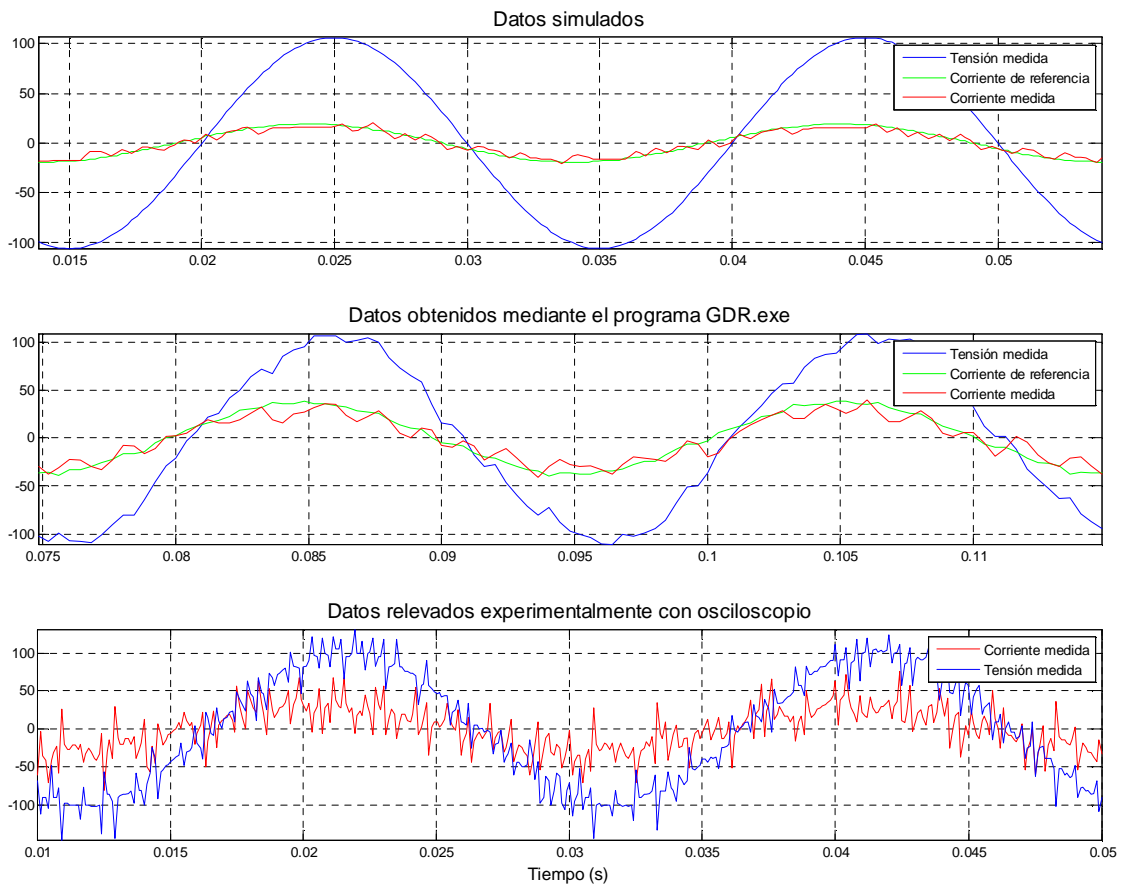 Datos simulados
100
50
0
-50
-100
Tensión medida
Corriente de referencia
Corriente medida
0.015 0.02 0.025 0.03 0.035 0.04 0.045 0.05
Datos obtenidos mediante el programa GDR.exe
100
50
0
-50
-100
Tensión medida
Corriente de referencia
Corriente medida
0.075 0.08 0.085 0.09 0.095 0.1 0.105 0.11
Datos relevados experimentalmente con osciloscopio
100
50
0
-50
-100
Corriente medida
Tensión medida
0.01 0.015 0.02 0.025 0.03 0.035 0.04 0.045 0.05
Tiempo (s)